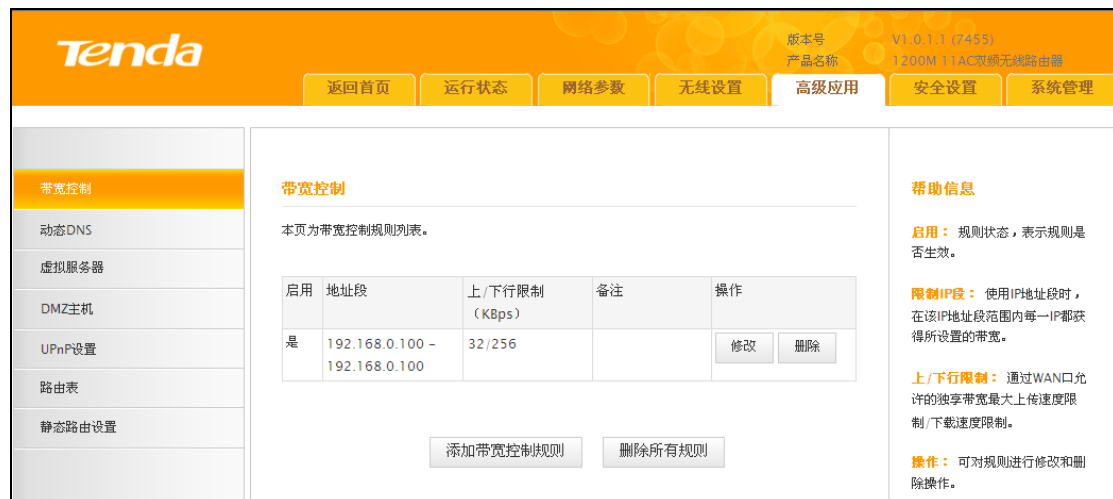 Tenda
版本号 V1.0.1.1 (7455)
产品名称 1200M 11AC双频无线路由器
返回首页 运行状态 网络参数 无线设置 高级应用 安全设置 系统管理
带宽控制
动态DNS
虚拟服务器
DMZ主机
UPnP设置
路由表
静态路由设置
带宽控制
本页为带宽控制规则列表。
启用 地址段 上/下行限制 备注 操作
（KBps）
是 192.168.0.100 – 32/256 修改 删除
192.168.0.100
添加带宽控制规则 删除所有规则
帮助信息
启用： 规则状态，表示规则是
否生效。
限制IP段： 使用IP地址段时，
在该IP地址段范围内每一IP都获
得所设置的带宽。
上/下行限制： 通过WAN口允
许的独享带宽最大上传速度限
制/下载速度限制。
操作： 可对规则进行修改和删
除操作。